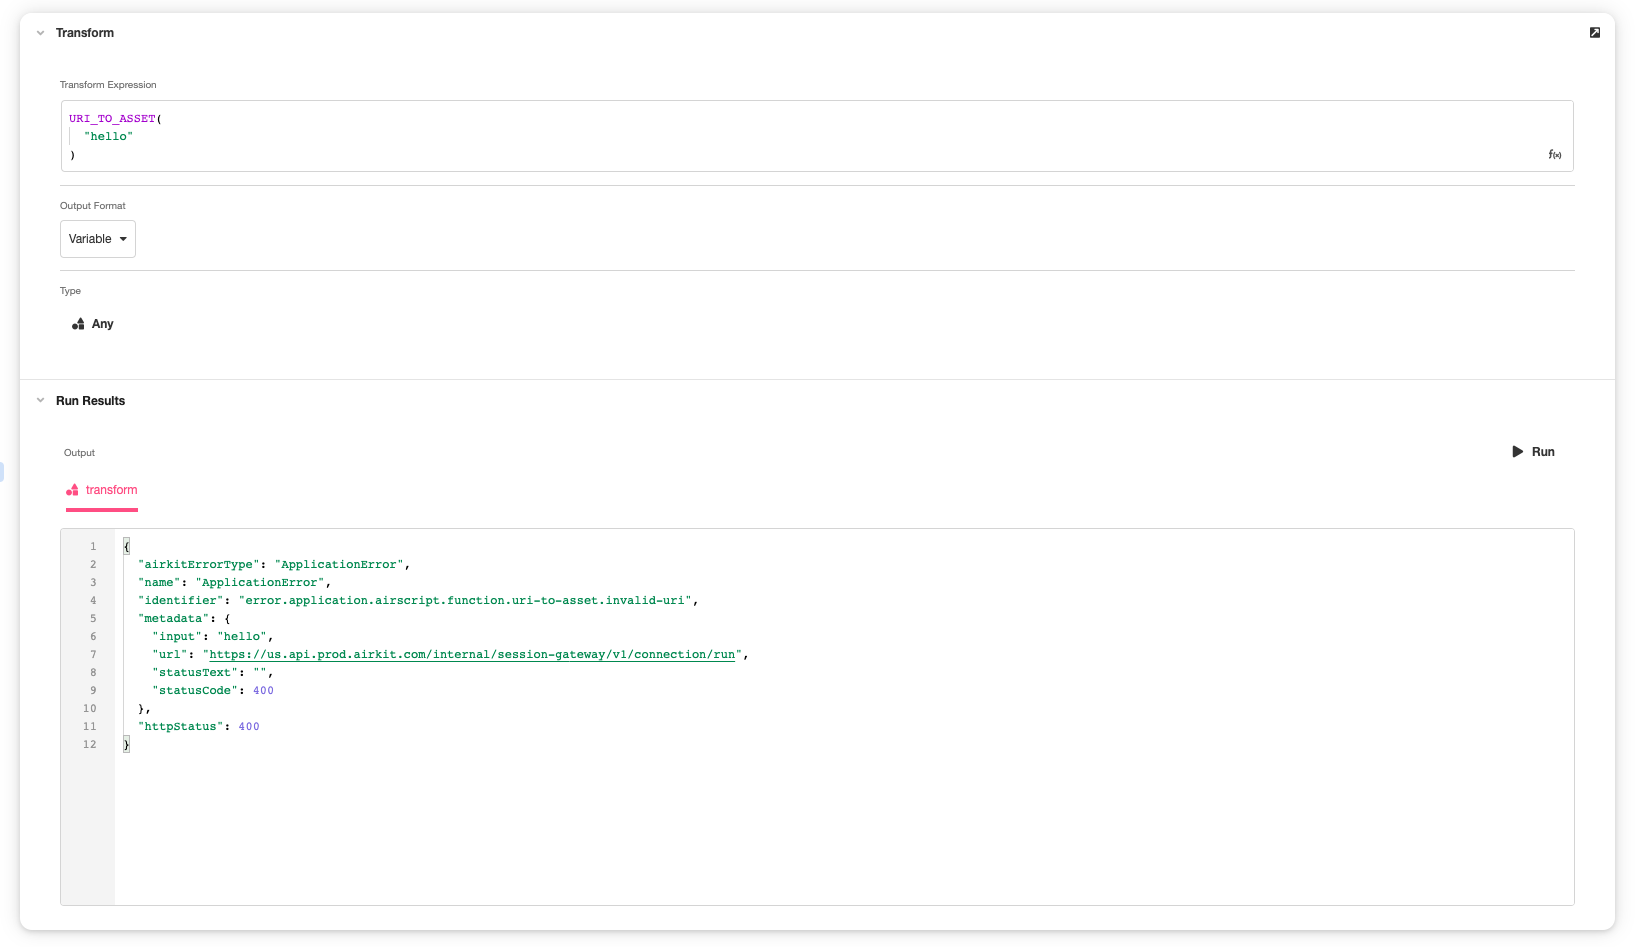 Transform
Transform Expression
URI_TO_ASSET(
"hello"
)
f(x)
Output Format
Variable
Type
Any
Run Results
Output
Run
transform
1 {
2 "airkitErrorType": "ApplicationError",
3 "name": "ApplicationError",
4 "identifier": "error.application.airscript.function.uri-to-asset.invalid-uri",
5 "metadata": {
6 "input": "hello",
7 "url": "https://us.api.prod.airkit.com/internal/session-gateway/v1/connection/run",
8 "statusText": "",
9 "statusCode": 400
10 },
11 "httpStatus": 400
12 }